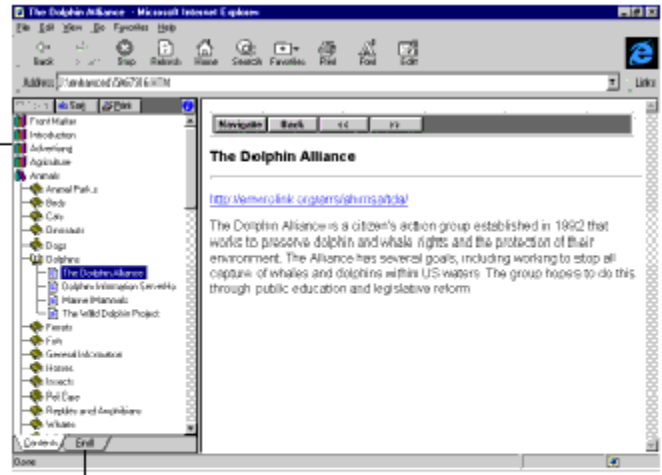 The Dolphin Alliance - Microsoft Internet Explorer
File Edit View Go Favorites Help
Back Stop Refresh Home Search Favorites Print Font Edit
Address Links
Front Matter
Introduction
Advertising
Agriculture
Animals
Animal Parks
Birds
Cats
Dinosaurs
Dogs
Dolphins
The Dolphin Alliance
Dolphin Information
Marine Mammals
The Wild Dolphin Project
Ferrets
Fish
General Information
Horses
Insects
Pet Care
Reptiles and Amphibians
Whales
Contents
Done
Navigate Back << >>
The Dolphin Alliance
The Dolphin Alliance is a citizen's action group established in 1992 that
works to preserve dolphin and whale rights and the protection of their
environment. The Alliance has several goals, including working to stop all
capture of whales and dolphins within US waters. The group hopes to do this
through public education and legislative reform